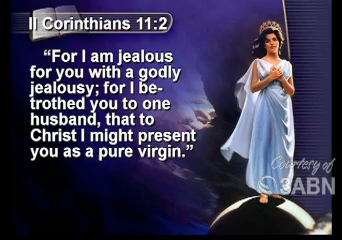 II Corinthians 11:2
“For I am jealous
for you with a godly
jealousy; for I be-
trothed you to one
husband, that to
Christ I might present
you as a pure virgin.”
Courtesy of
3ABN